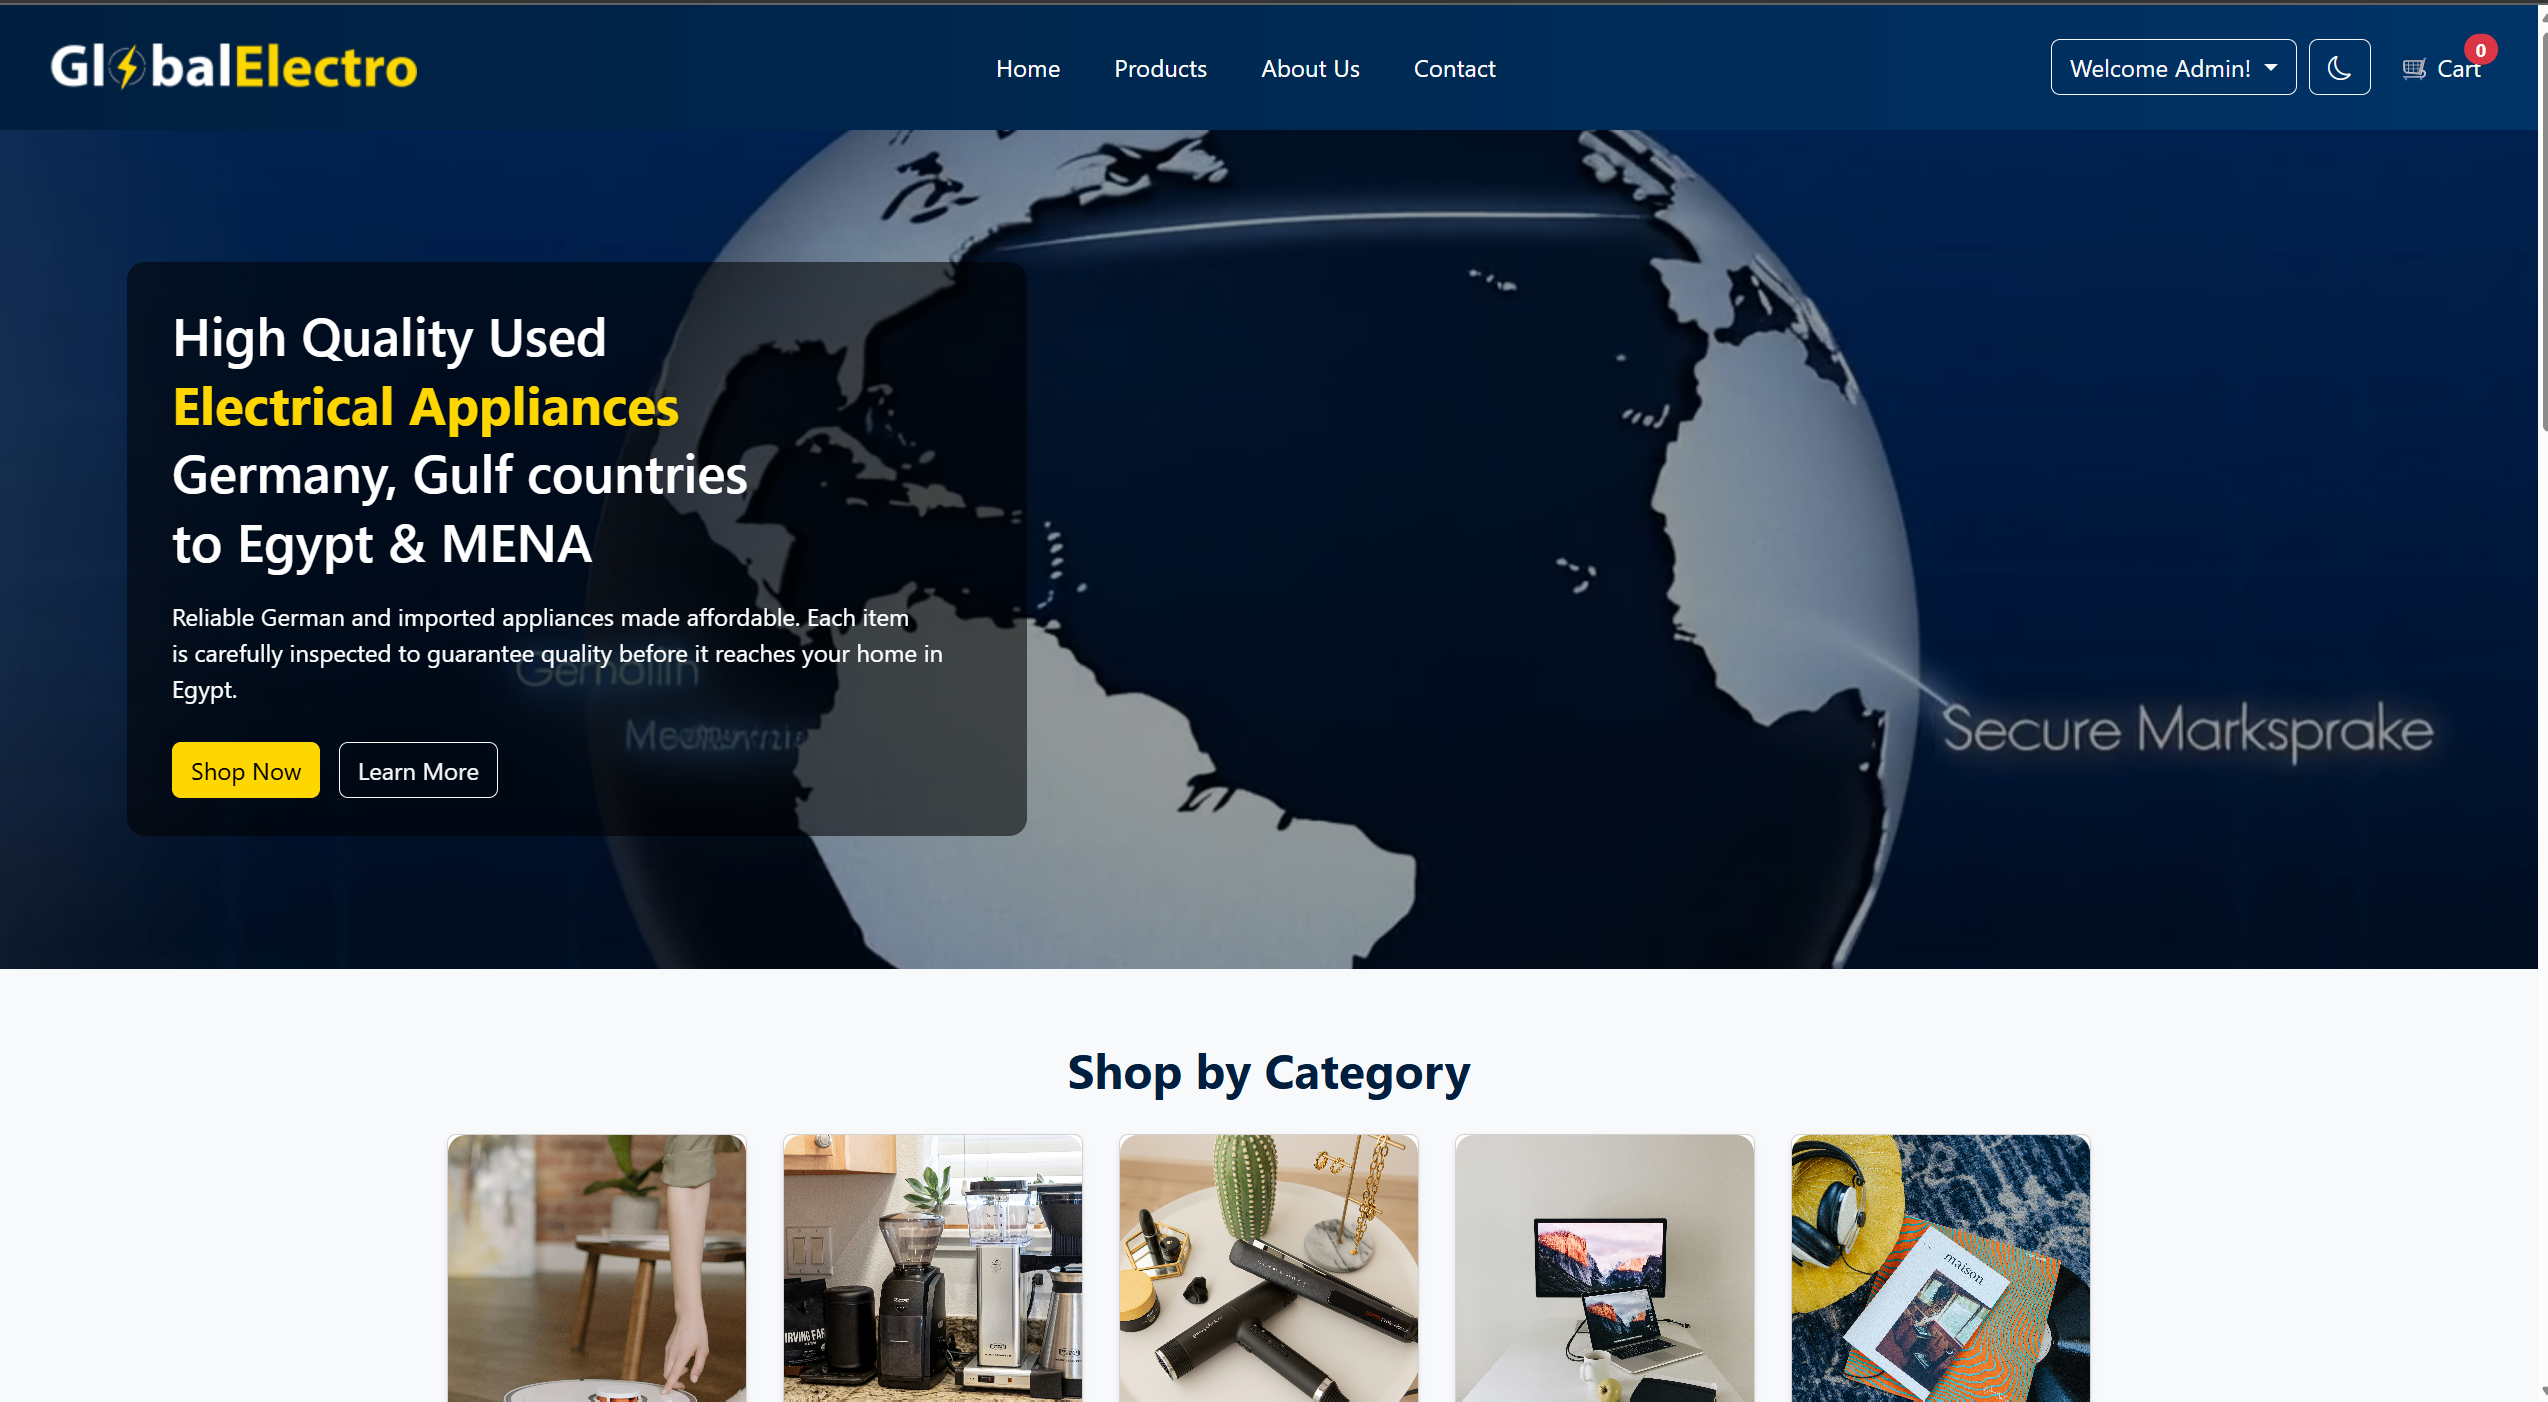 GlobalElectro
Home
Products
About Us
Contact
Welcome Admin!
Cart
0
High Quality Used
Electrical Appliances
Germany, Gulf countries
to Egypt & MENA
Reliable German and imported appliances made affordable. Each item
is carefully inspected to guarantee quality before it reaches your home in
Egypt.
Shop Now
Learn More
Secure Marksprake
Shop by Category
IRVING FAR
maison